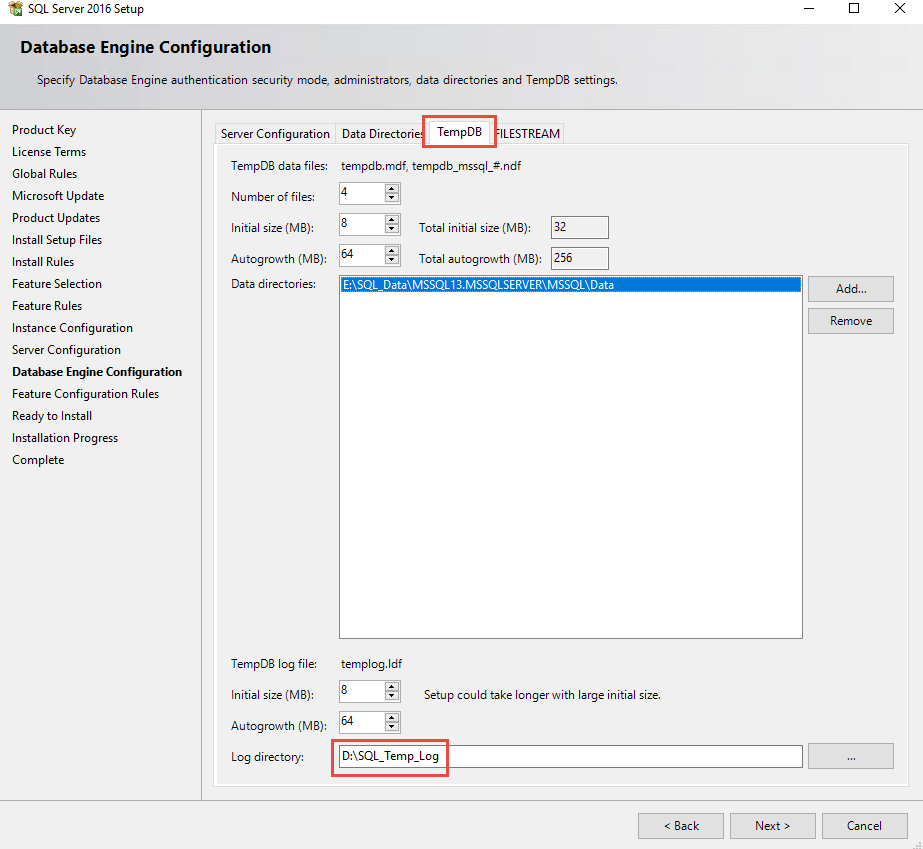 SQL Server 2016 Setup
Database Engine Configuration
Specify Database Engine authentication security mode, administrators, data directories and TempDB settings.
Product Key
License Terms
Global Rules
Microsoft Update
Product Updates
Install Setup Files
Install Rules
Feature Selection
Feature Rules
Instance Configuration
Server Configuration
Database Engine Configuration
Feature Configuration Rules
Ready to Install
Installation Progress
Complete
Server Configuration Data Directories TempDB FILESTREAM
TempDB data files: tempdb.mdf, tempdb_mssql_#.ndf
Number of files: 4
Initial size (MB): 8 Total initial size (MB): 32
Autogrowth (MB): 64 Total autogrowth (MB): 256
Data directories: E:\SQL_Data\MSSQL13.MSSQLSERVER\MSSQL\Data Add...
Remove
TempDB log file: templog.ldf
Initial size (MB): 8 Setup could take longer with large initial size.
Autogrowth (MB): 64
Log directory: D:\SQL_Temp_Log ...
< Back Next > Cancel